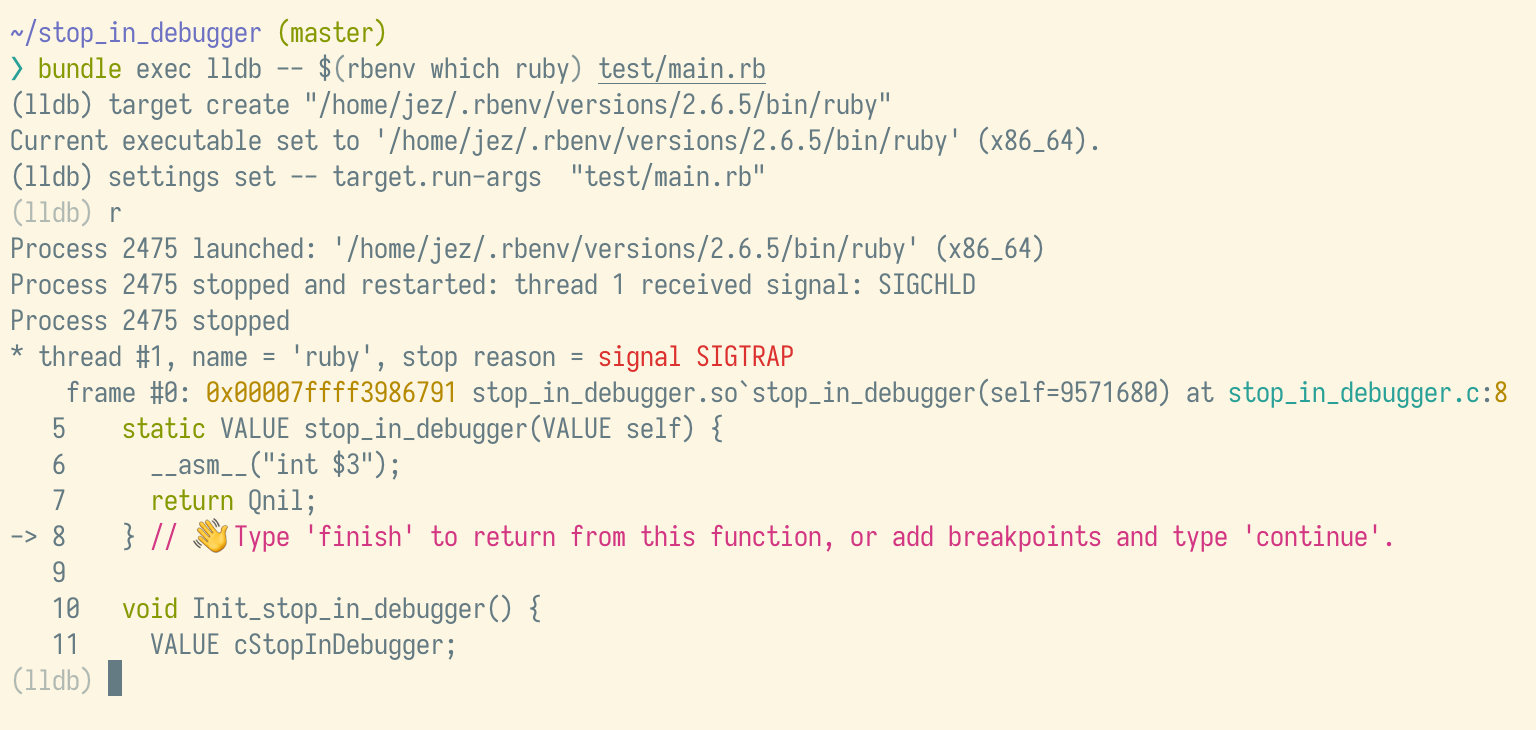 ~/stop_in_debugger (master)
❯ bundle exec lldb -- $(rbenv which ruby) test/main.rb
(lldb) target create "/home/jez/.rbenv/versions/2.6.5/bin/ruby"
Current executable set to '/home/jez/.rbenv/versions/2.6.5/bin/ruby' (x86_64).
(lldb) settings set -- target.run-args  "test/main.rb"
(lldb) r
Process 2475 launched: '/home/jez/.rbenv/versions/2.6.5/bin/ruby' (x86_64)
Process 2475 stopped and restarted: thread 1 received signal: SIGCHLD
Process 2475 stopped
* thread #1, name = 'ruby', stop reason = signal SIGTRAP
    frame #0: 0x00007ffff3986791 stop_in_debugger.so`stop_in_debugger(self=9571680) at stop_in_debugger.c:8
   5    static VALUE stop_in_debugger(VALUE self) {
   6      __asm__("int $3");
   7      return Qnil;
-> 8    } // 👋 Type 'finish' to return from this function, or add breakpoints and type 'continue'.
   9
   10   void Init_stop_in_debugger() {
   11     VALUE cStopInDebugger;
(lldb)